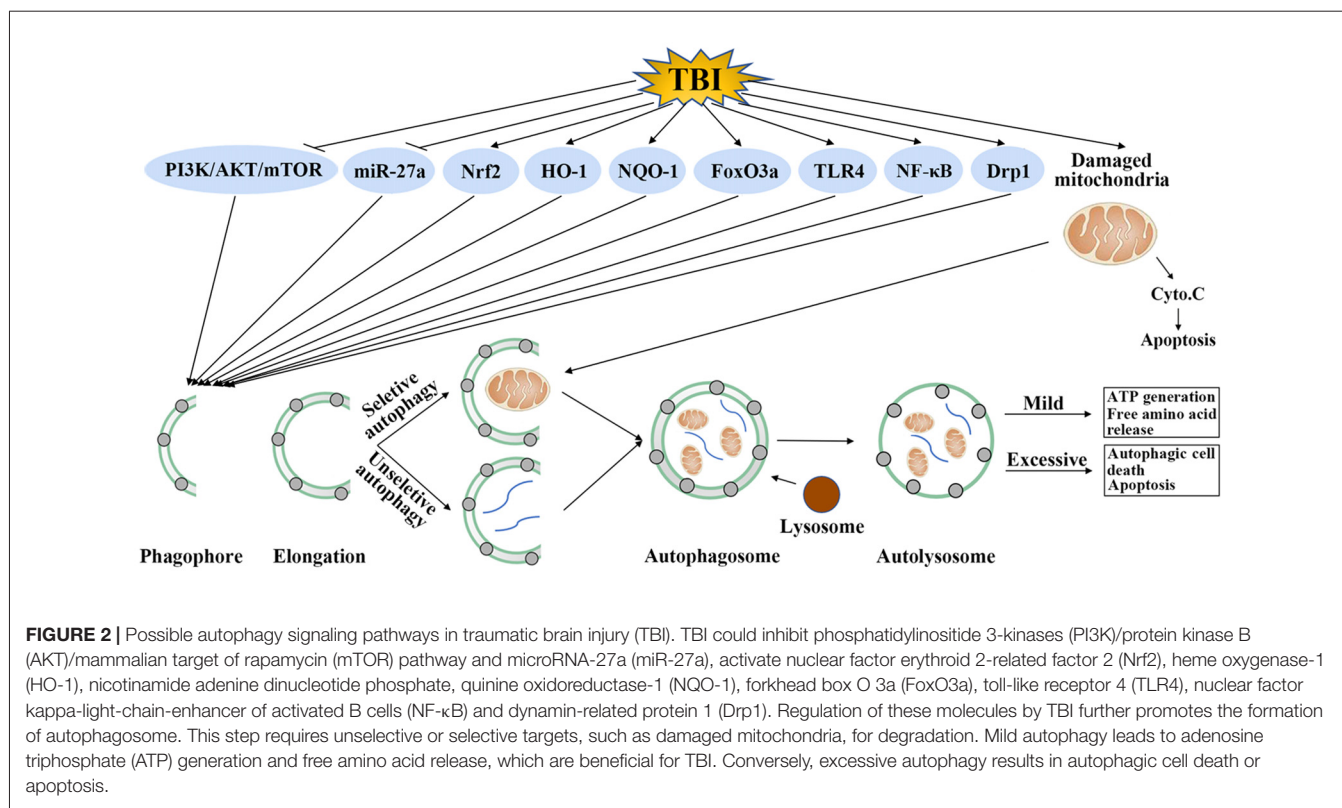 TBI
PI3K/AKT/mTOR
miR-27a
Nrf2
HO-1
NQO-1
FoxO3a
TLR4
NF-κB
Drp1
Damaged
mitochondria
Cyto.C
Apoptosis
Seletive
autophagy
Unseletive
autophagy
Mild
ATP generation
Free amino acid
release
Excessive
Autophagic cell
death
Apoptosis
Lysosome
Phagophore
Elongation
Autophagosome
Autolysosome
FIGURE 2 | Possible autophagy signaling pathways in traumatic brain injury (TBI). TBI could inhibit phosphatidylinositide 3-kinases (PI3K)/protein kinase B
(AKT)/mammalian target of rapamycin (mTOR) pathway and microRNA-27a (miR-27a), activate nuclear factor erythroid 2-related factor 2 (Nrf2), heme oxygenase-1
(HO-1), nicotinamide adenine dinucleotide phosphate, quinine oxidoreductase-1 (NQO-1), forkhead box O 3a (FoxO3a), toll-like receptor 4 (TLR4), nuclear factor
kappa-light-chain-enhancer of activated B cells (NF-κB) and dynamin-related protein 1 (Drp1). Regulation of these molecules by TBI further promotes the formation
of autophagosome. This step requires unselective or selective targets, such as damaged mitochondria, for degradation. Mild autophagy leads to adenosine
triphosphate (ATP) generation and free amino acid release, which are beneficial for TBI. Conversely, excessive autophagy results in autophagic cell death or
apoptosis.